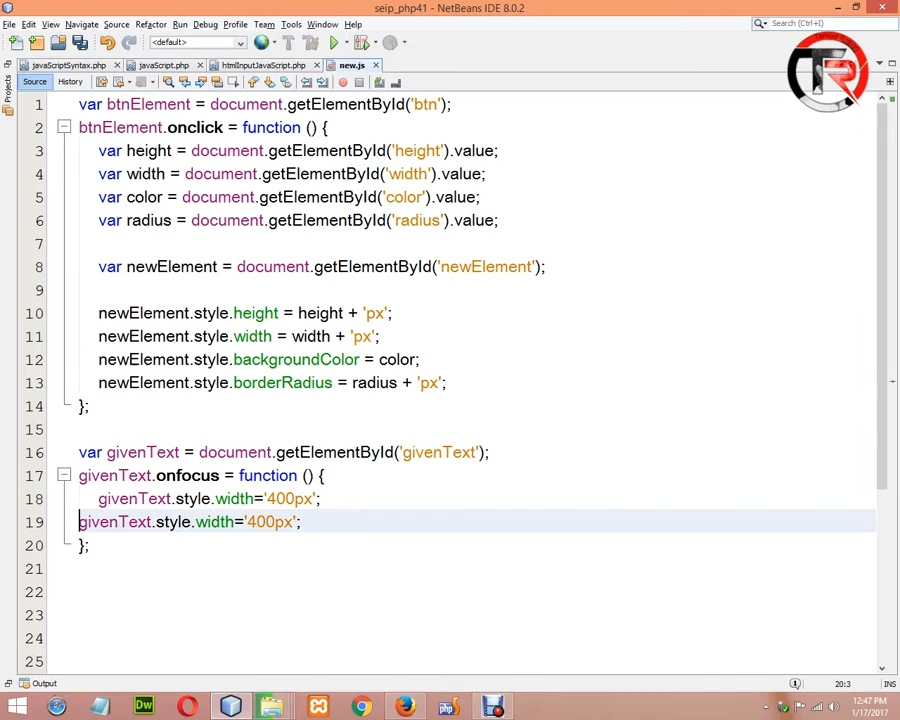 seip_php41 - NetBeans IDE 8.0.2
File Edit View Navigate Source Refactor Run Debug Profile Team Tools Window Help
<default>
Search (Ctrl+I)
javaScriptSyntax.php javaScript.php htmlInputJavaScript.php new.js
Source History
Projects
1 var btnElement = document.getElementById('btn');
2 btnElement.onclick = function () {
3 var height = document.getElementById('height').value;
4 var width = document.getElementById('width').value;
5 var color = document.getElementById('color').value;
6 var radius = document.getElementById('radius').value;
7
8 var newElement = document.getElementById('newElement');
9
10 newElement.style.height = height + 'px';
11 newElement.style.width = width + 'px';
12 newElement.style.backgroundColor = color;
13 newElement.style.borderRadius = radius + 'px';
14 };
15
16 var givenText = document.getElementById('givenText');
17 givenText.onfocus = function () {
18 givenText.style.width='400px';
19 givenText.style.width='400px';
20 };
21
22
23
24
25
Output
20:3 INS
12:47 PM
1/17/2017